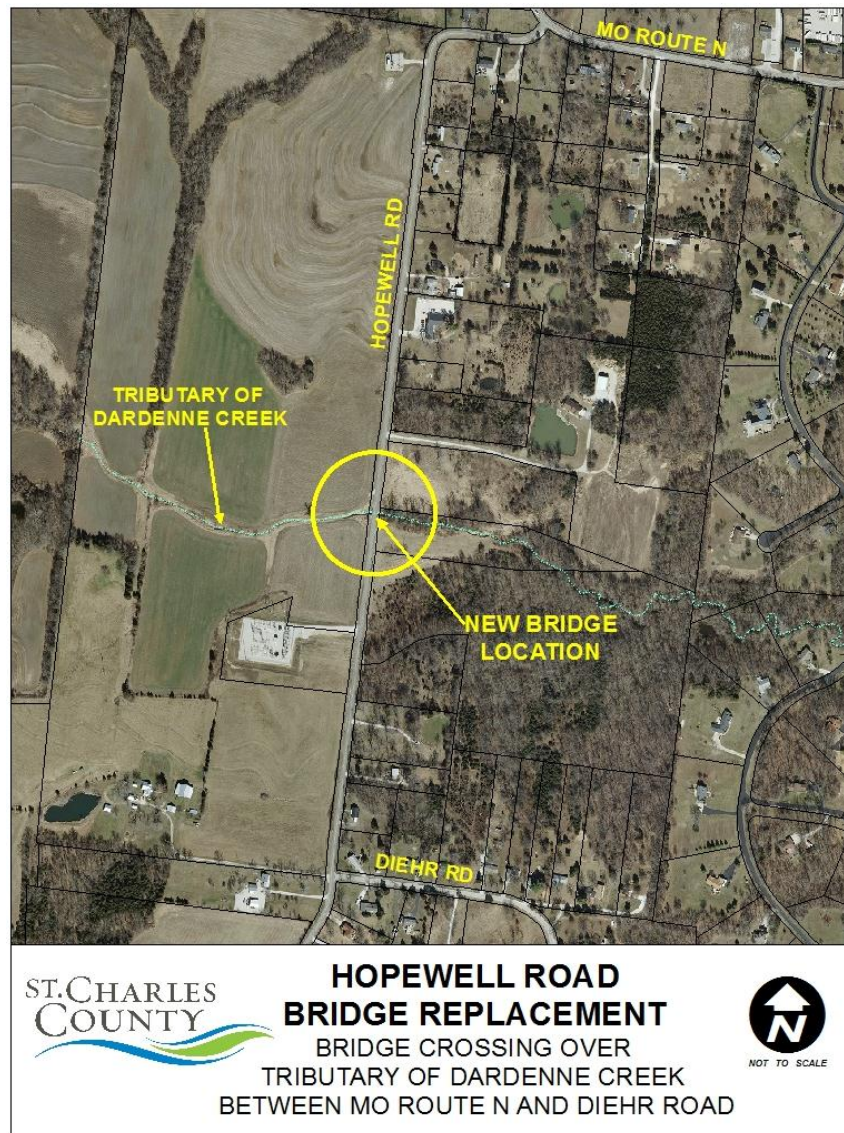 MO ROUTE N
HOPEWELL RD
TRIBUTARY OF
DARDENNE CREEK
NEW BRIDGE
LOCATION
DIEHR RD
ST. CHARLES
COUNTY
HOPEWELL ROAD
BRIDGE REPLACEMENT
BRIDGE CROSSING OVER
TRIBUTARY OF DARDENNE CREEK
BETWEEN MO ROUTE N AND DIEHR ROAD
N
NOT TO SCALE